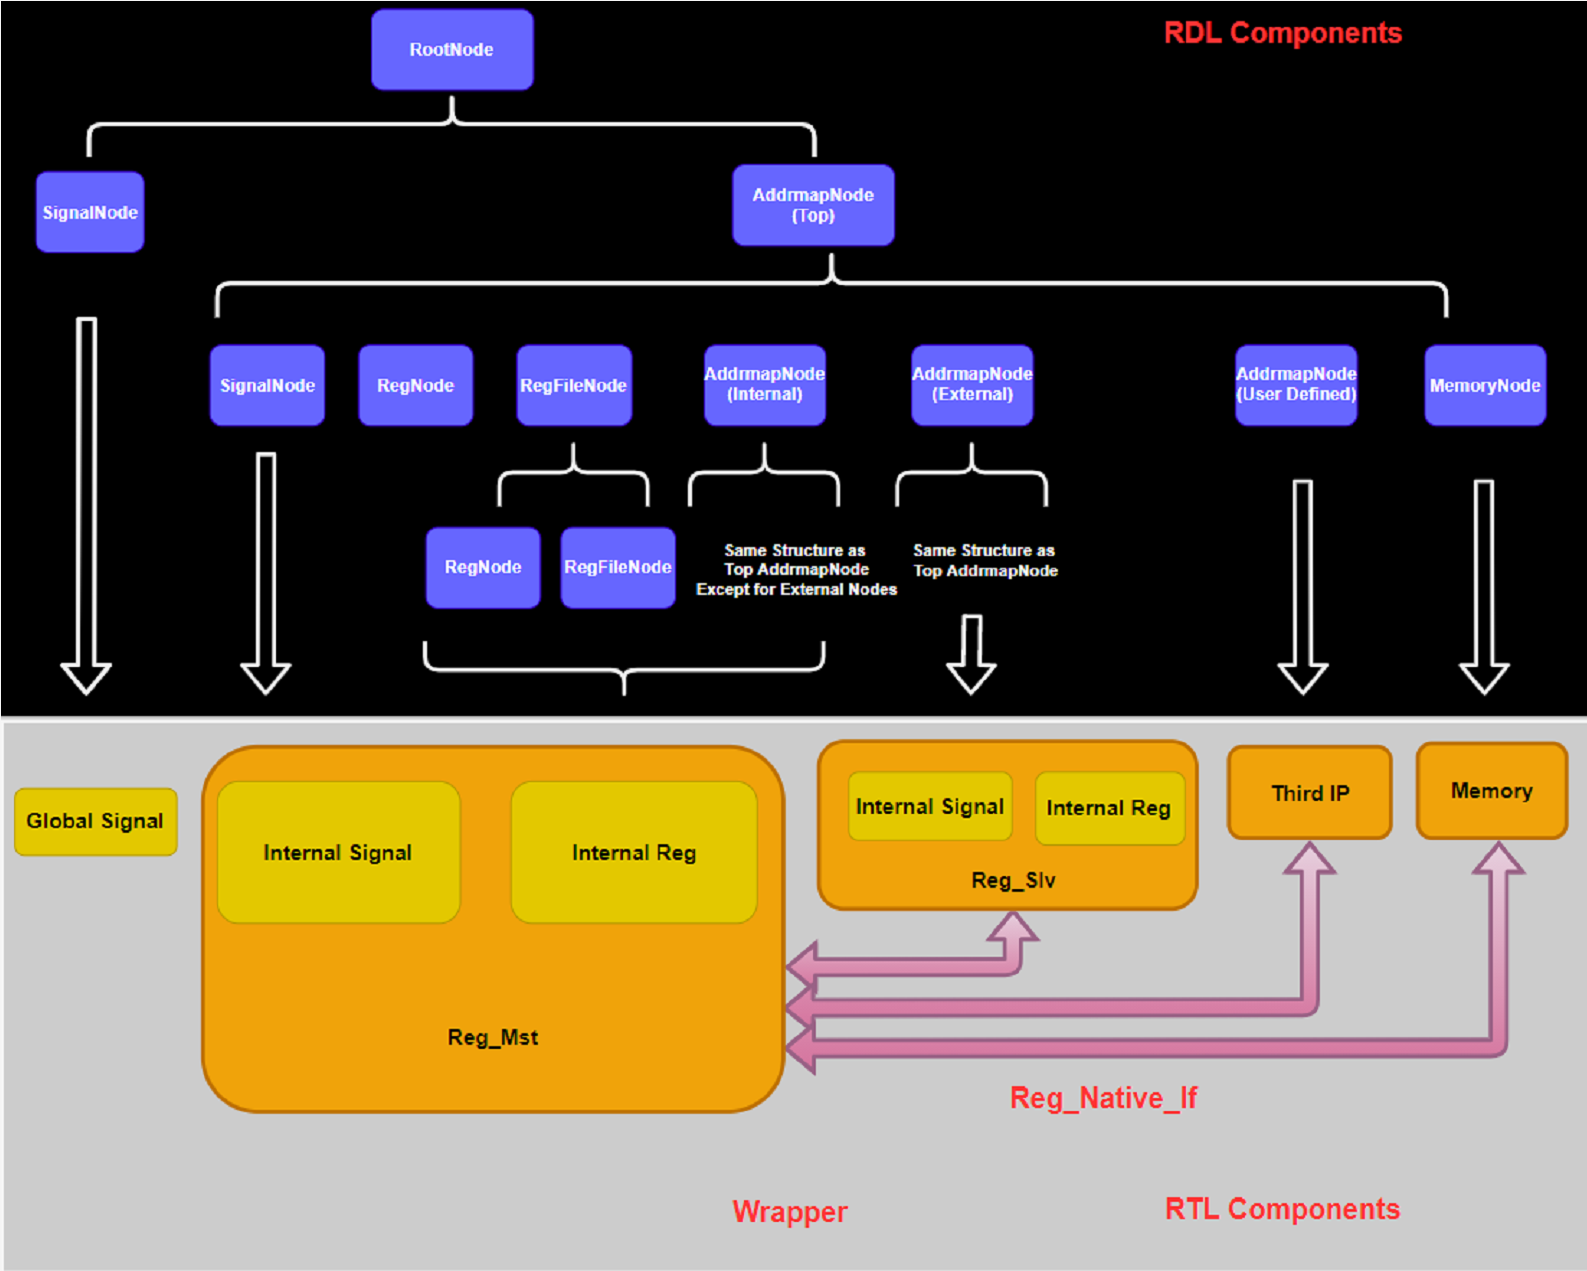 RDL Components
RootNode
SignalNode
AddrmapNode
(Top)
SignalNode
RegNode
RegFileNode
AddrmapNode
(Internal)
AddrmapNode
(External)
AddrmapNode
(User Defined)
MemoryNode
RegNode
RegFileNode
Same Structure as
Top AddrmapNode
Except for External Nodes
Same Structure as
Top AddrmapNode
Global Signal
Internal Signal
Internal Reg
Reg_Mst
Internal Signal
Internal Reg
Reg_Slv
Third IP
Memory
Reg_Native_If
Wrapper
RTL Components